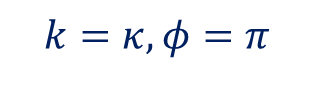 𝑘 = 𝜅, 𝜙 = 𝜋